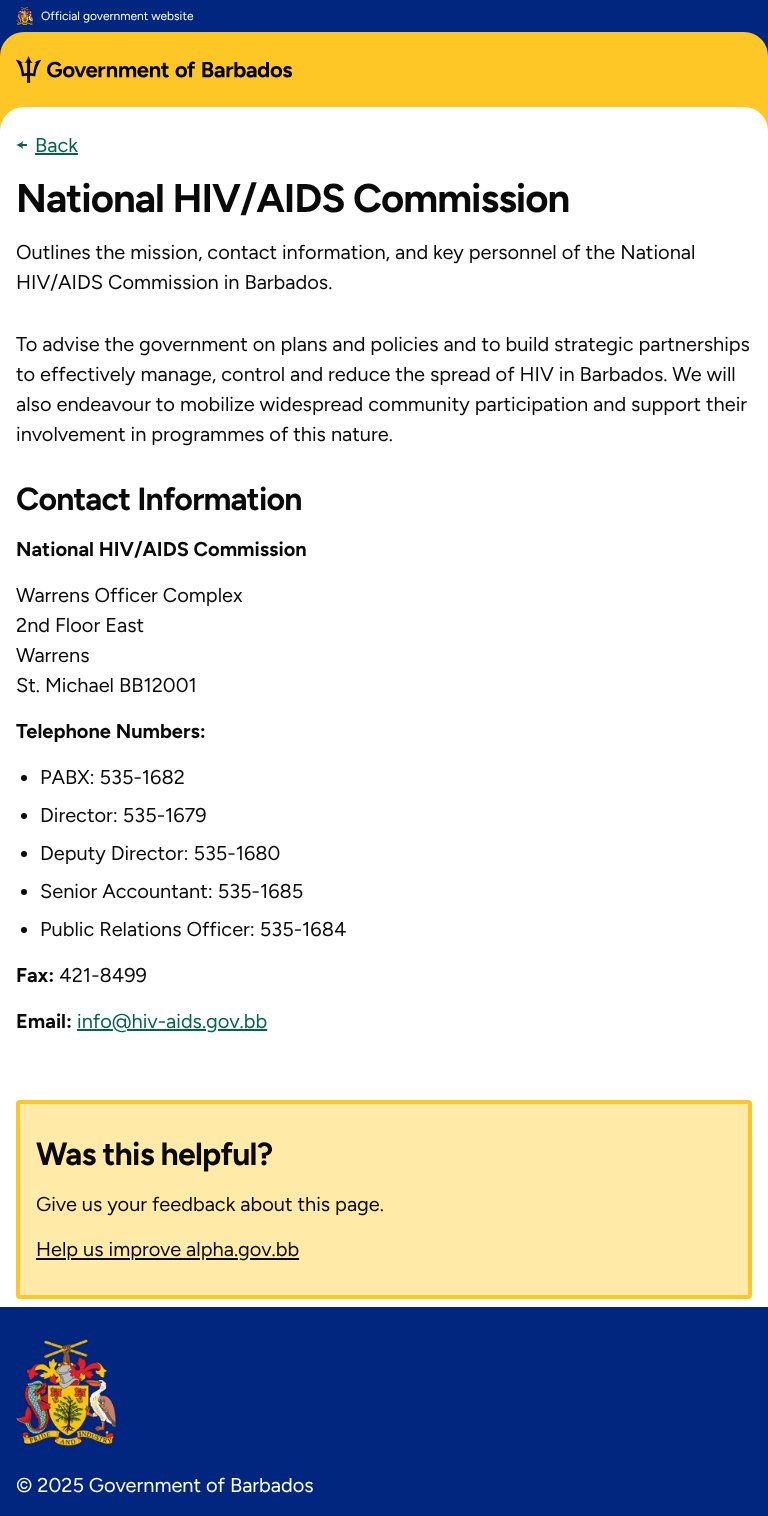 Official government website
Government of Barbados
Back
National HIV/AIDS Commission
Outlines the mission, contact information, and key personnel of the National
HIV/AIDS Commission in Barbados.
To advise the government on plans and policies and to build strategic partnerships
to effectively manage, control and reduce the spread of HIV in Barbados. We will
also endeavour to mobilize widespread community participation and support their
involvement in programmes of this nature.
Contact Information
National HIV/AIDS Commission
Warrens Officer Complex
2nd Floor East
Warrens
St. Michael BB12001
Telephone Numbers:
• PABX: 535-1682
• Director: 535-1679
• Deputy Director: 535-1680
• Senior Accountant: 535-1685
• Public Relations Officer: 535-1684
Fax: 421-8499
Email: info@hiv-aids.gov.bb
Was this helpful?
Give us your feedback about this page.
Help us improve alpha.gov.bb
PRIDE AND INDUSTRY
© 2025 Government of Barbados